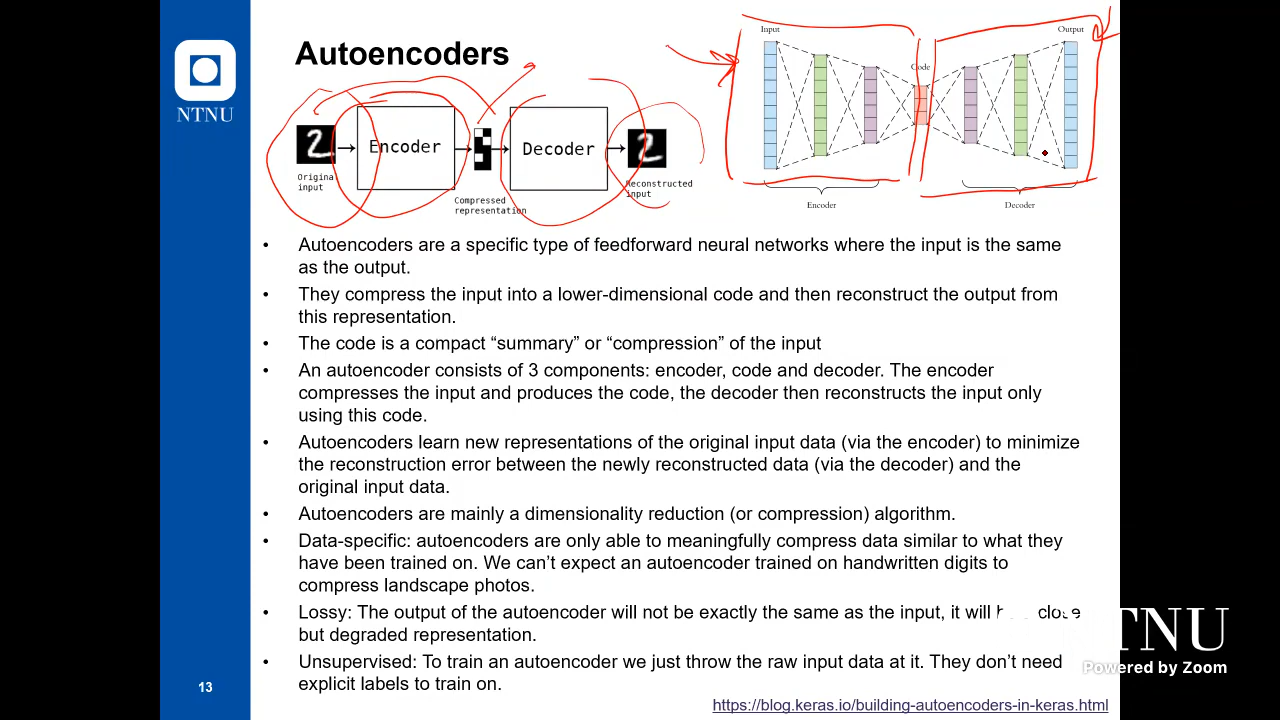 NTNU
Autoencoders
Original
input
Encoder
Compressed
representation
Decoder
Reconstructed
input
Input
Code
Output
Encoder
Decoder
• Autoencoders are a specific type of feedforward neural networks where the input is the same
as the output.
• They compress the input into a lower-dimensional code and then reconstruct the output from
this representation.
• The code is a compact “summary” or “compression” of the input
• An autoencoder consists of 3 components: encoder, code and decoder. The encoder
compresses the input and produces the code, the decoder then reconstructs the input only
using this code.
• Autoencoders learn new representations of the original input data (via the encoder) to minimize
the reconstruction error between the newly reconstructed data (via the decoder) and the
original input data.
• Autoencoders are mainly a dimensionality reduction (or compression) algorithm.
• Data-specific: autoencoders are only able to meaningfully compress data similar to what they
have been trained on. We can’t expect an autoencoder trained on handwritten digits to
compress landscape photos.
• Lossy: The output of the autoencoder will not be exactly the same as the input, it will close
but degraded representation.
• Unsupervised: To train an autoencoder we just throw the raw input data at it. They don’t need
explicit labels to train on.
https://blog.keras.io/building-autoencoders-in-keras.html
13
2
2
NTNU
Powered by Zoom